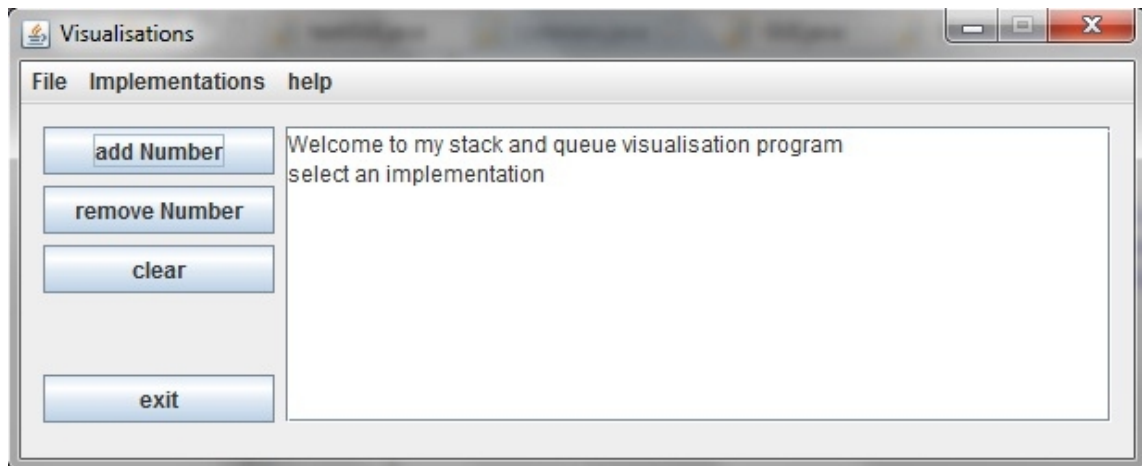 Visualisations
File Implementations help
add Number
remove Number
clear
exit
Welcome to my stack and queue visualisation program
select an implementation